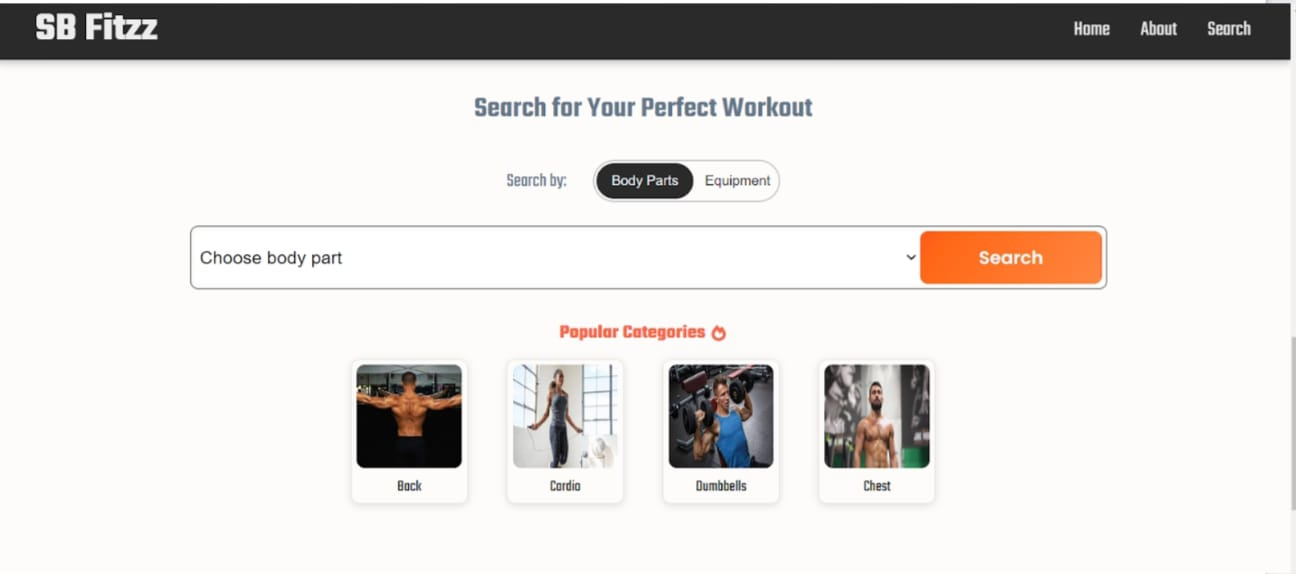 SB Fitzz
Home About Search
Search for Your Perfect Workout
Search by: Body Parts Equipment
Choose body part Search
Popular Categories
Back Cardio Dumbbells Chest